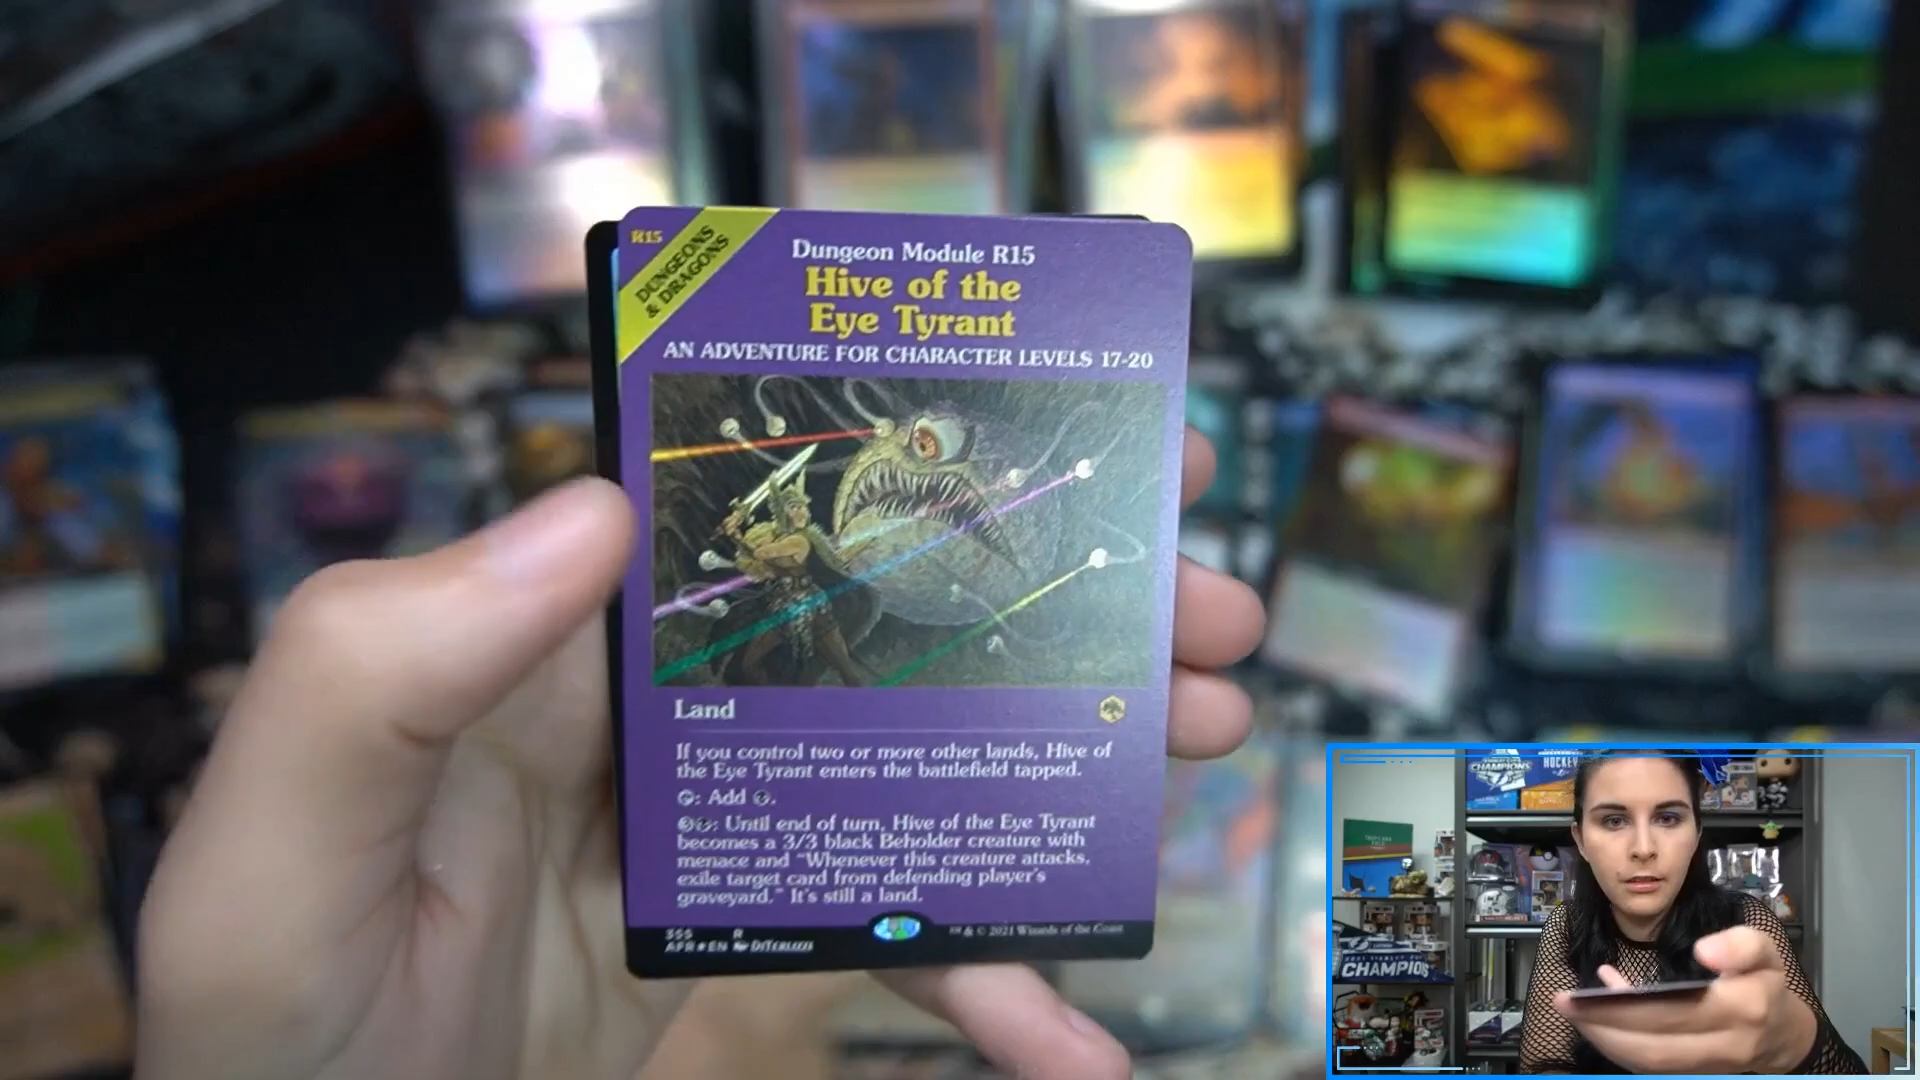 R15
DUNGEONS
& DRAGONS
Dungeon Module R15
Hive of the
Eye Tyrant
AN ADVENTURE FOR CHARACTER LEVELS 17-20
Land
If you control two or more other lands, Hive of
the Eye Tyrant enters the battlefield tapped.
: Add .
: Until end of turn, Hive of the Eye Tyrant
becomes a 3/3 black Beholder creature with
menace and "Whenever this creature attacks,
exile target card from defending player's
graveyard." It's still a land.
355 R
AFR★EN DiTerlizzi
™ & © 2021 Wizards of the Coast
CHAMPIONS
HOCKEY
CHAMPIO